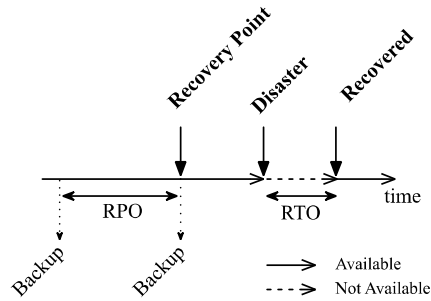 Recovery Point
Disaster
Recovered
time
RPO
RTO
Backup
Backup
Available
Not Available